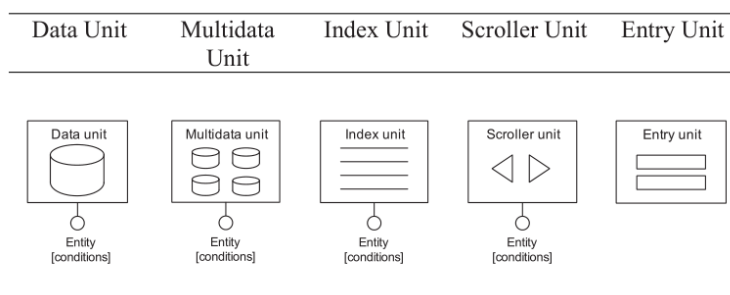 Data Unit Multidata Unit Index Unit Scroller Unit Entry Unit
Data unit Multidata unit Index unit Scroller unit Entry unit
Entity Entity Entity Entity
[conditions] [conditions] [conditions] [conditions]